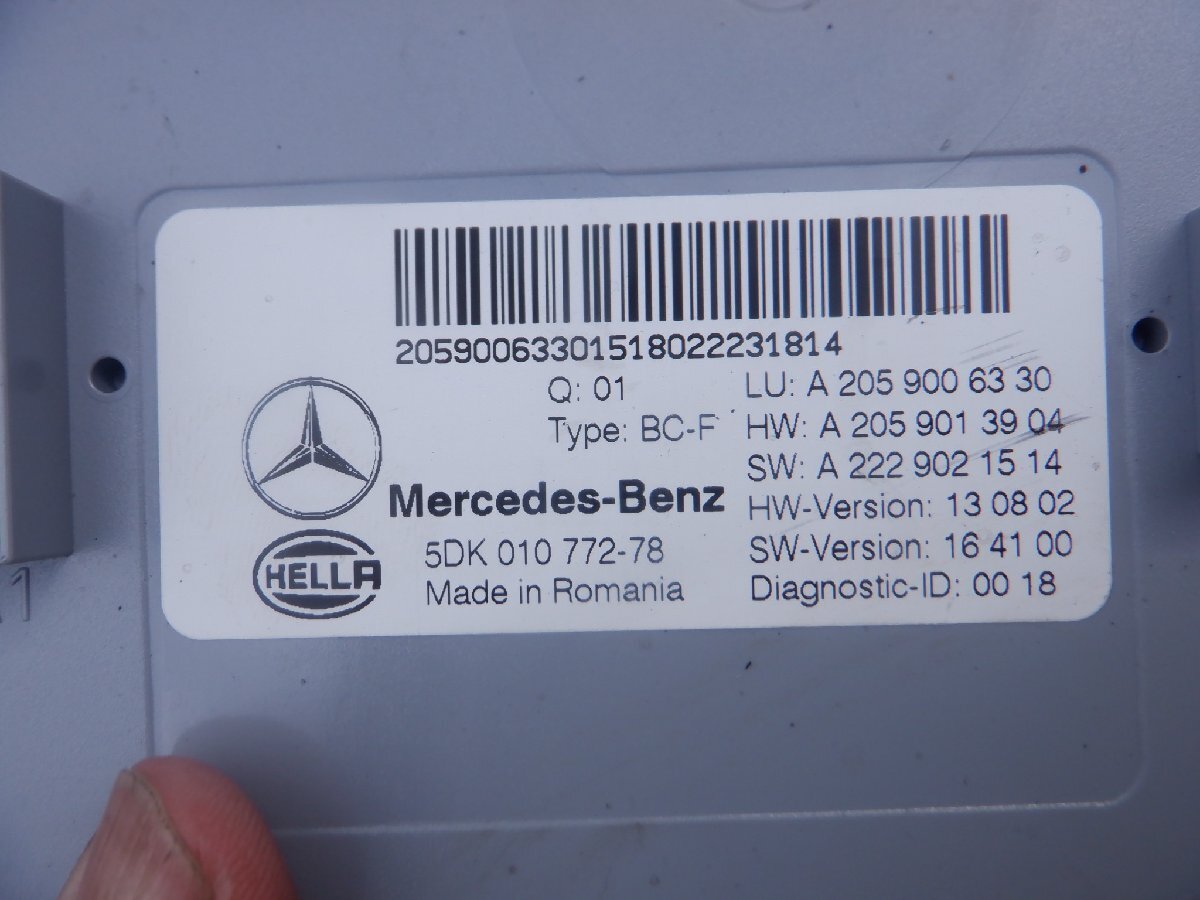 2059006330151802223​1814
Q: 01
LU: A 205 900 63 30
Type: BC-F
HW: A 205 901 39 04
SW: A 222 902 15 14
Mercedes-Benz
HW-Version: 13 08 02
HELLA
5DK 010 772-78
SW-Version: 16 41 00
Made in Romania
Diagnostic-ID: 00 18